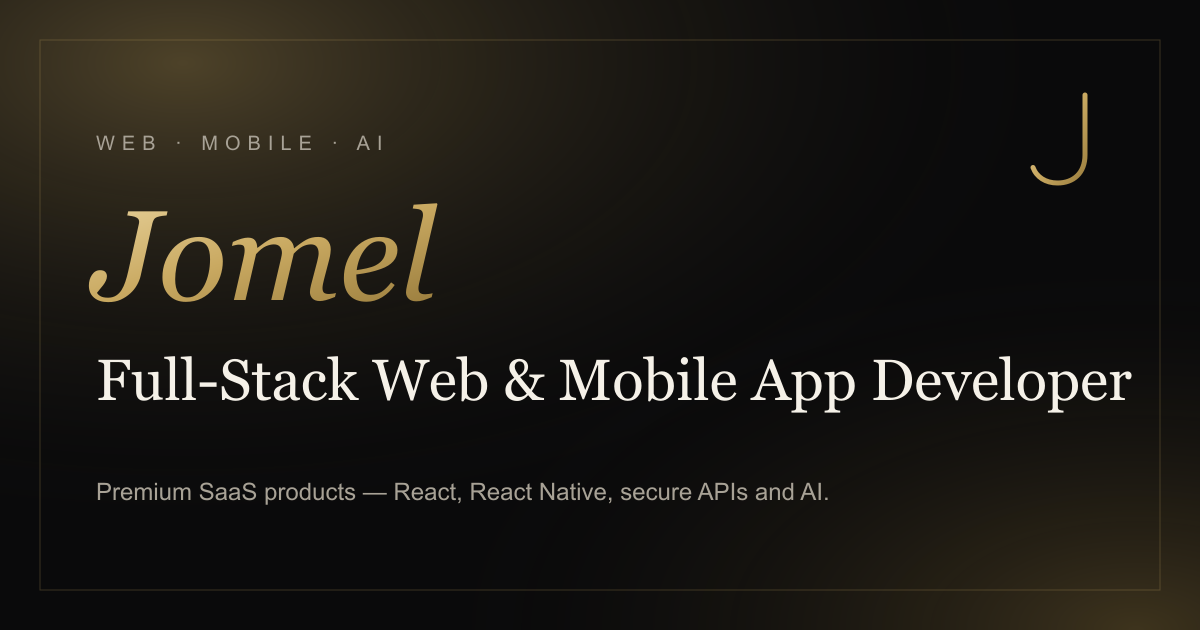 WEB · MOBILE · AI
J
Jomel
Full-Stack Web & Mobile App Developer
Premium SaaS products — React, React Native, secure APIs and AI.